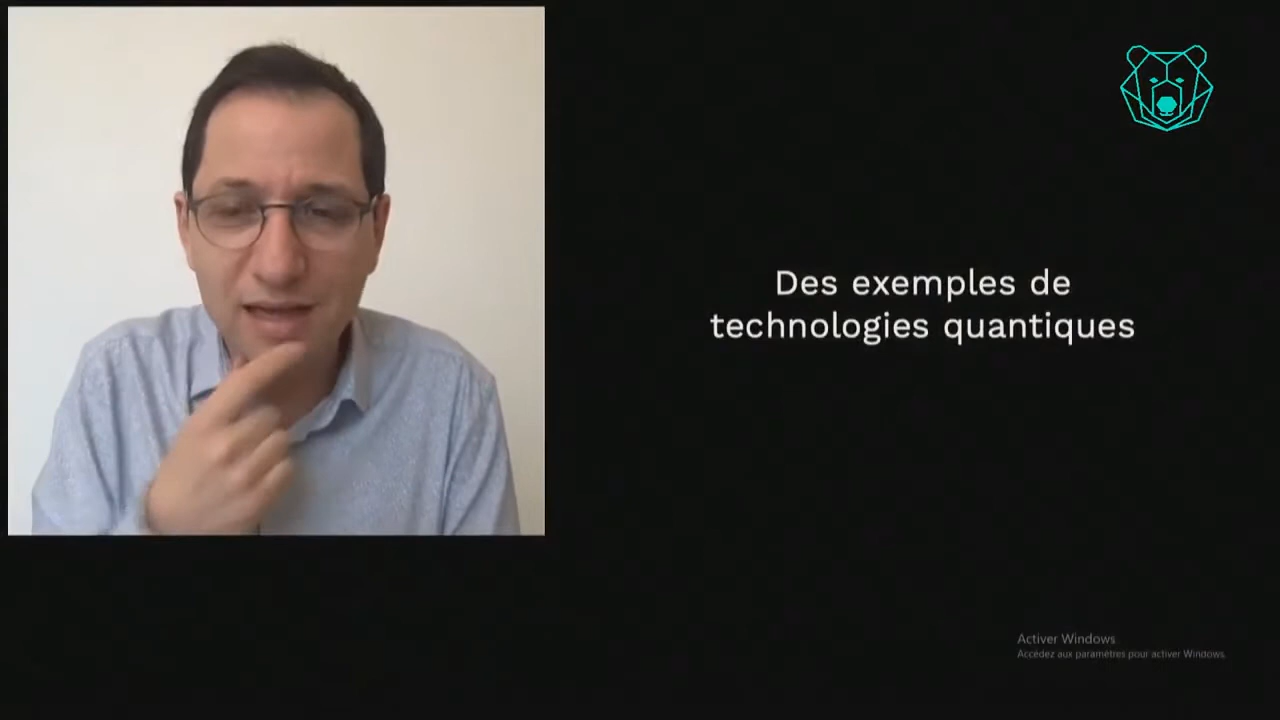 Des exemples de
technologies quantiques
Activer Windows
Accédez aux paramètres pour activer Windows.